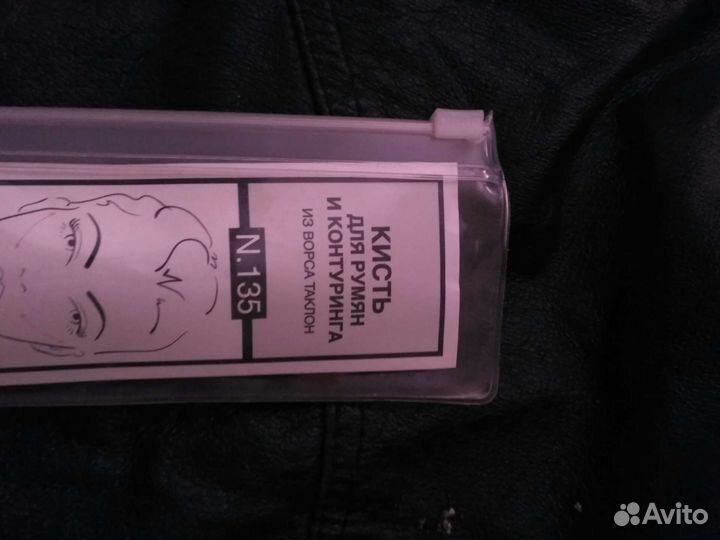 КИСТЬ
ДЛЯ РУМЯН
И КОНТУРИНГА
ИЗ ВОРСА ТАКЛОН
N.135
Avito